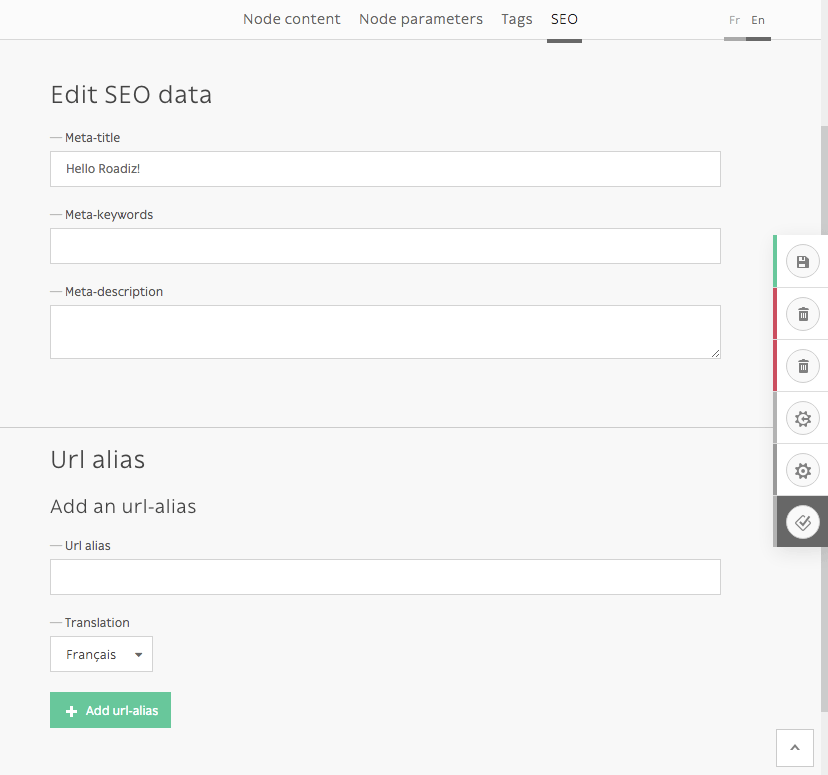 Node content Node parameters Tags SEO Fr En
Edit SEO data
Meta-title
Hello Roadiz!
Meta-keywords
Meta-description
Url alias
Add an url-alias
Url alias
Translation
Français
Add url-alias